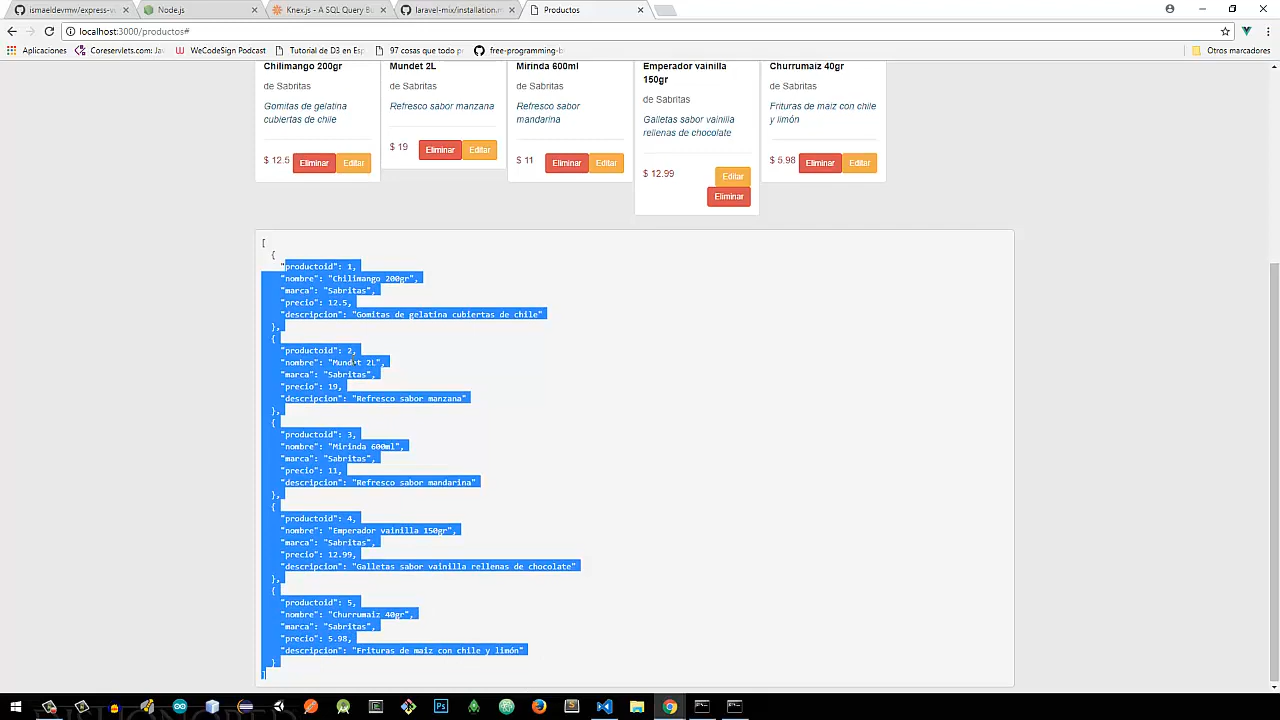 ismaeldevmw/express-v
Node.js
Knex.js - A SQL Query Bu
laravel-mix/installation.m
Productos
localhost:3000/productos#
Aplicaciones
Coreservlets.com: Jav
WeCodeSign Podcast
Tutorial de D3 en Esp
97 cosas que todo p
free-programming-b
Otros marcadores
Chilimango 200gr
de Sabritas
Gomitas de gelatina
cubiertas de chile
$ 12.5
Eliminar
Editar
Mundet 2L
de Sabritas
Refresco sabor manzana
$ 19
Eliminar
Editar
Mirinda 600ml
de Sabritas
Refresco sabor
mandarina
$ 11
Eliminar
Editar
Emperador vainilla
150gr
de Sabritas
Galletas sabor vainilla
rellenas de chocolate
$ 12.99
Editar
Eliminar
Churrumaiz 40gr
de Sabritas
Frituras de maiz con chile
y limón
$ 5.98
Eliminar
Editar
[
{
"productoid": 1,
"nombre": "Chilimango 200gr",
"marca": "Sabritas",
"precio": 12.5,
"descripcion": "Gomitas de gelatina cubiertas de chile"
},
{
"productoid": 2,
"nombre": "Mundet 2L",
"marca": "Sabritas",
"precio": 19,
"descripcion": "Refresco sabor manzana"
},
{
"productoid": 3,
"nombre": "Mirinda 600ml",
"marca": "Sabritas",
"precio": 11,
"descripcion": "Refresco sabor mandarina"
},
{
"productoid": 4,
"nombre": "Emperador vainilla 150gr",
"marca": "Sabritas",
"precio": 12.99,
"descripcion": "Galletas sabor vainilla rellenas de chocolate"
},
{
"productoid": 5,
"nombre": "Churrumaiz 40gr",
"marca": "Sabritas",
"precio": 5.98,
"descripcion": "Frituras de maiz con chile y limón"
}
]